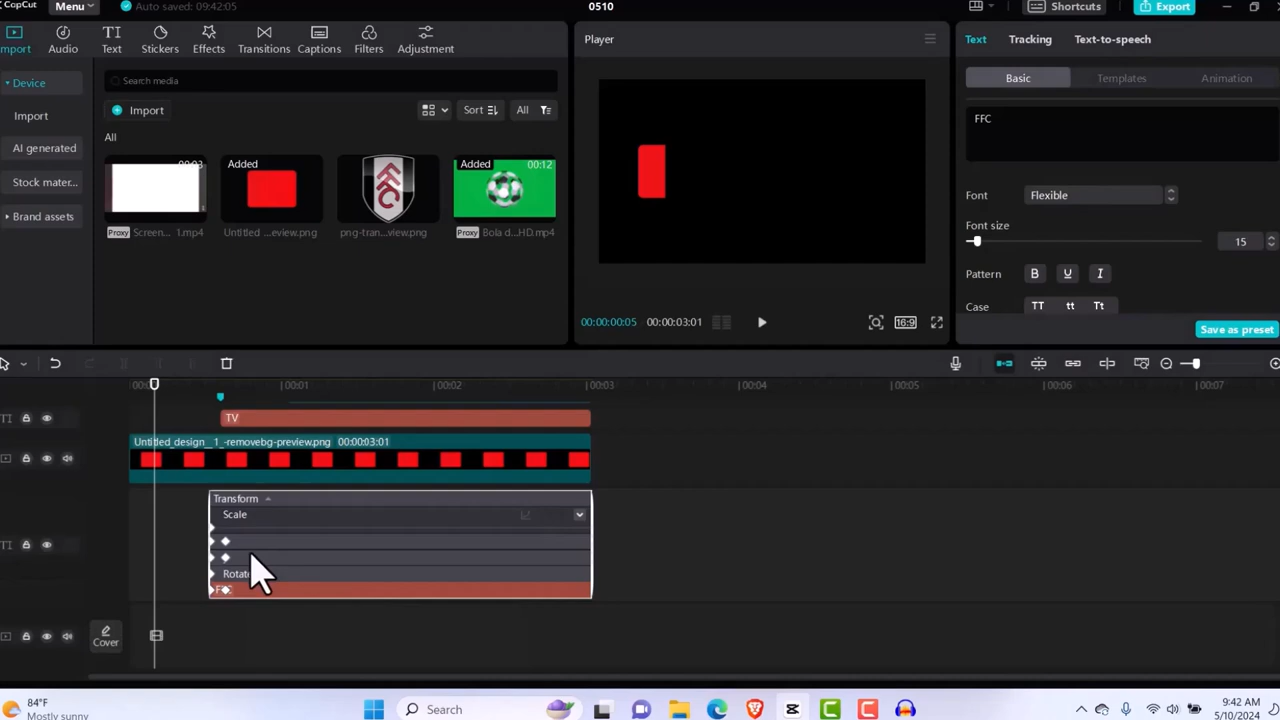 CapCut
Menu
Auto saved: 09:42:05
0510
Shortcuts
Export
Import
Audio
Text
Stickers
Effects
Transitions
Captions
Filters
Adjustment
Device
Import
AI generated
Stock mater...
Brand assets
Search media
Import
Sort
All
All
00:03
Proxy Screen... 1.mp4
Added
Untitled ...eview.png
png-tran...view.png
Added 00:12
Proxy Bola d...HD.mp4
Player
00:00:00:05 00:00:03:01
16:9
Text
Tracking
Text-to-speech
Basic
Templates
Animation
FFC
Font
Flexible
Font size
15
Pattern
B
U
I
Case
TT
tt
Tt
Save as preset
00:01
00:02
00:03
00:04
00:05
00:06
00:07
TV
Untitled_design__1_-removebg-preview.png 00:00:03:01
Transform
Scale
Cover
84°F
Mostly sunny
Search
9:42 AM
5/10/2024